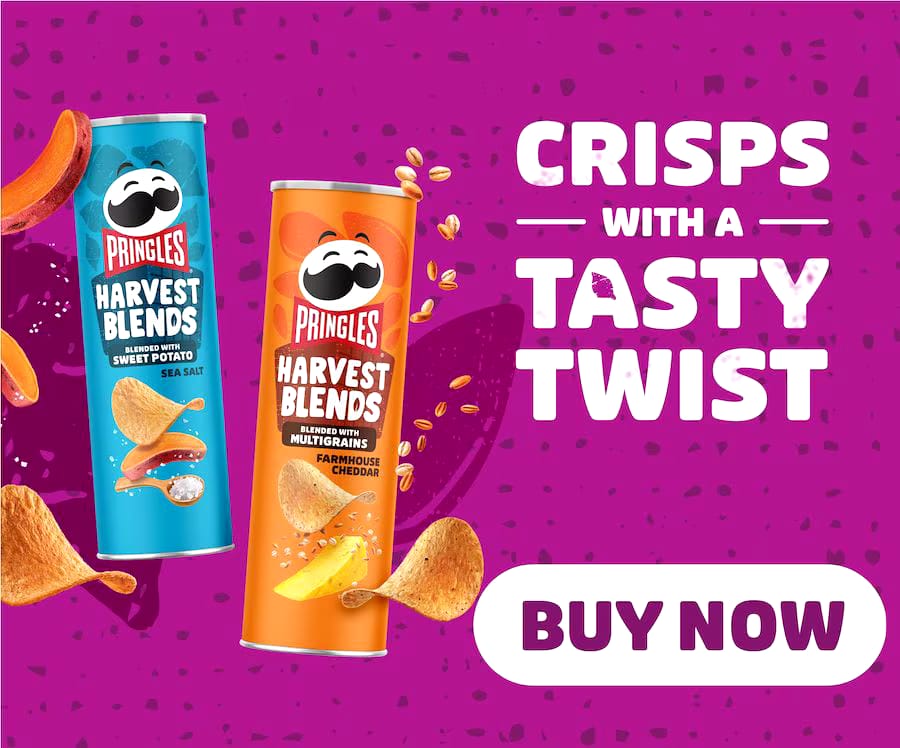 PRINGLES
HARVEST
BLENDS
BLENDED WITH
SWEET POTATO
SEA SALT
PRINGLES
HARVEST
BLENDS
BLENDED WITH
MULTIGRAINS
FARMHOUSE
CHEDDAR
CRISPS
WITH A
TASTY
TWIST
BUY NOW